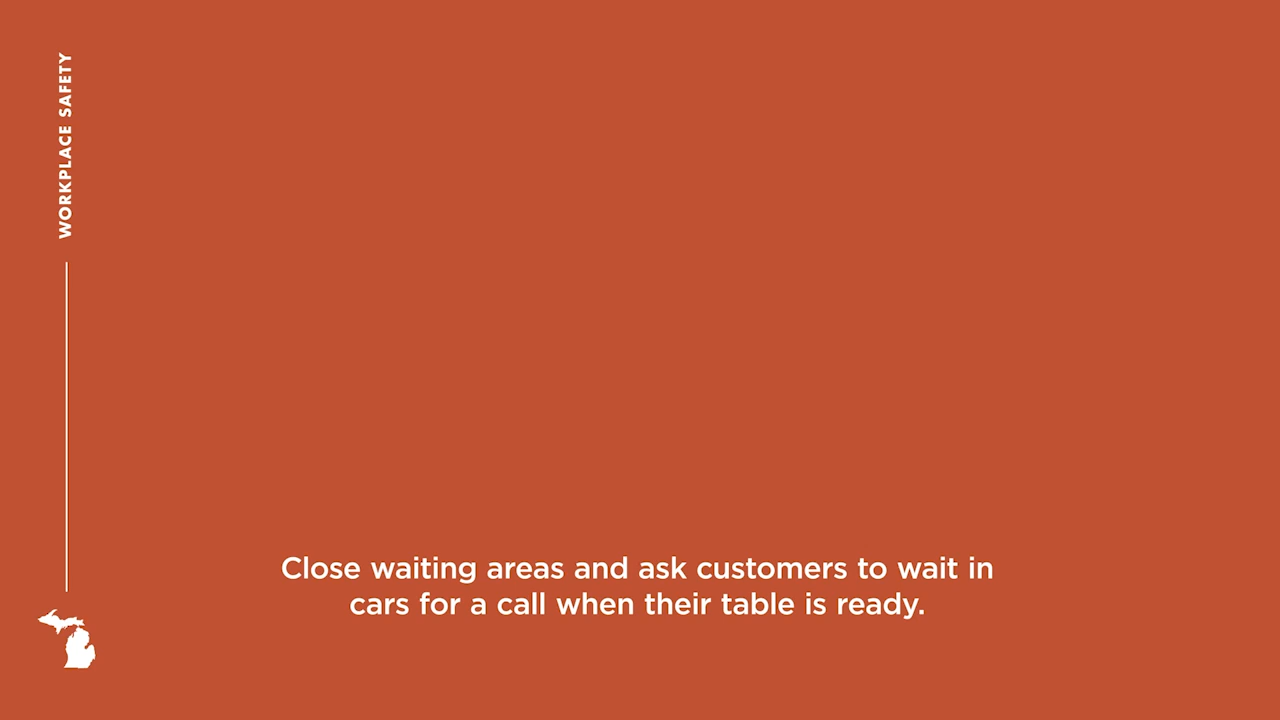 WORKPLACE SAFETY
Close waiting areas and ask customers to wait in
cars for a call when their table is ready.